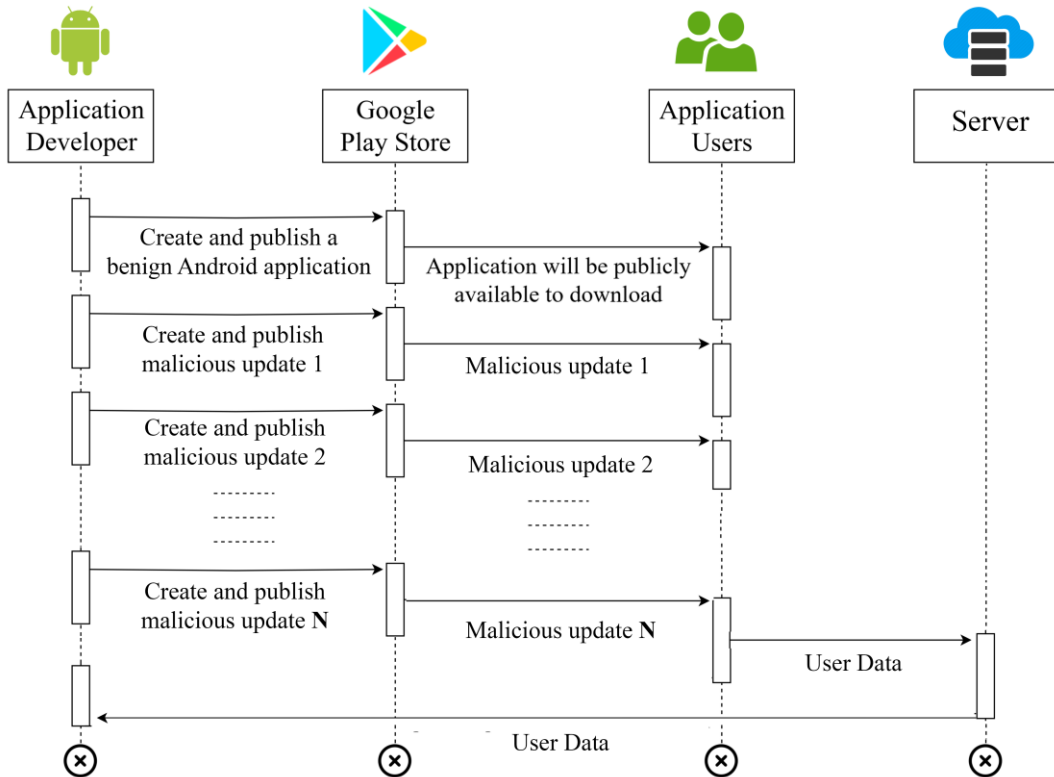 Application
Developer
Google
Play Store
Application
Users
Server
Create and publish a
benign Android application
Application will be publicly
available to download
Create and publish
malicious update 1
Malicious update 1
Create and publish
malicious update 2
Malicious update 2
Create and publish
malicious update N
Malicious update N
User Data
User Data